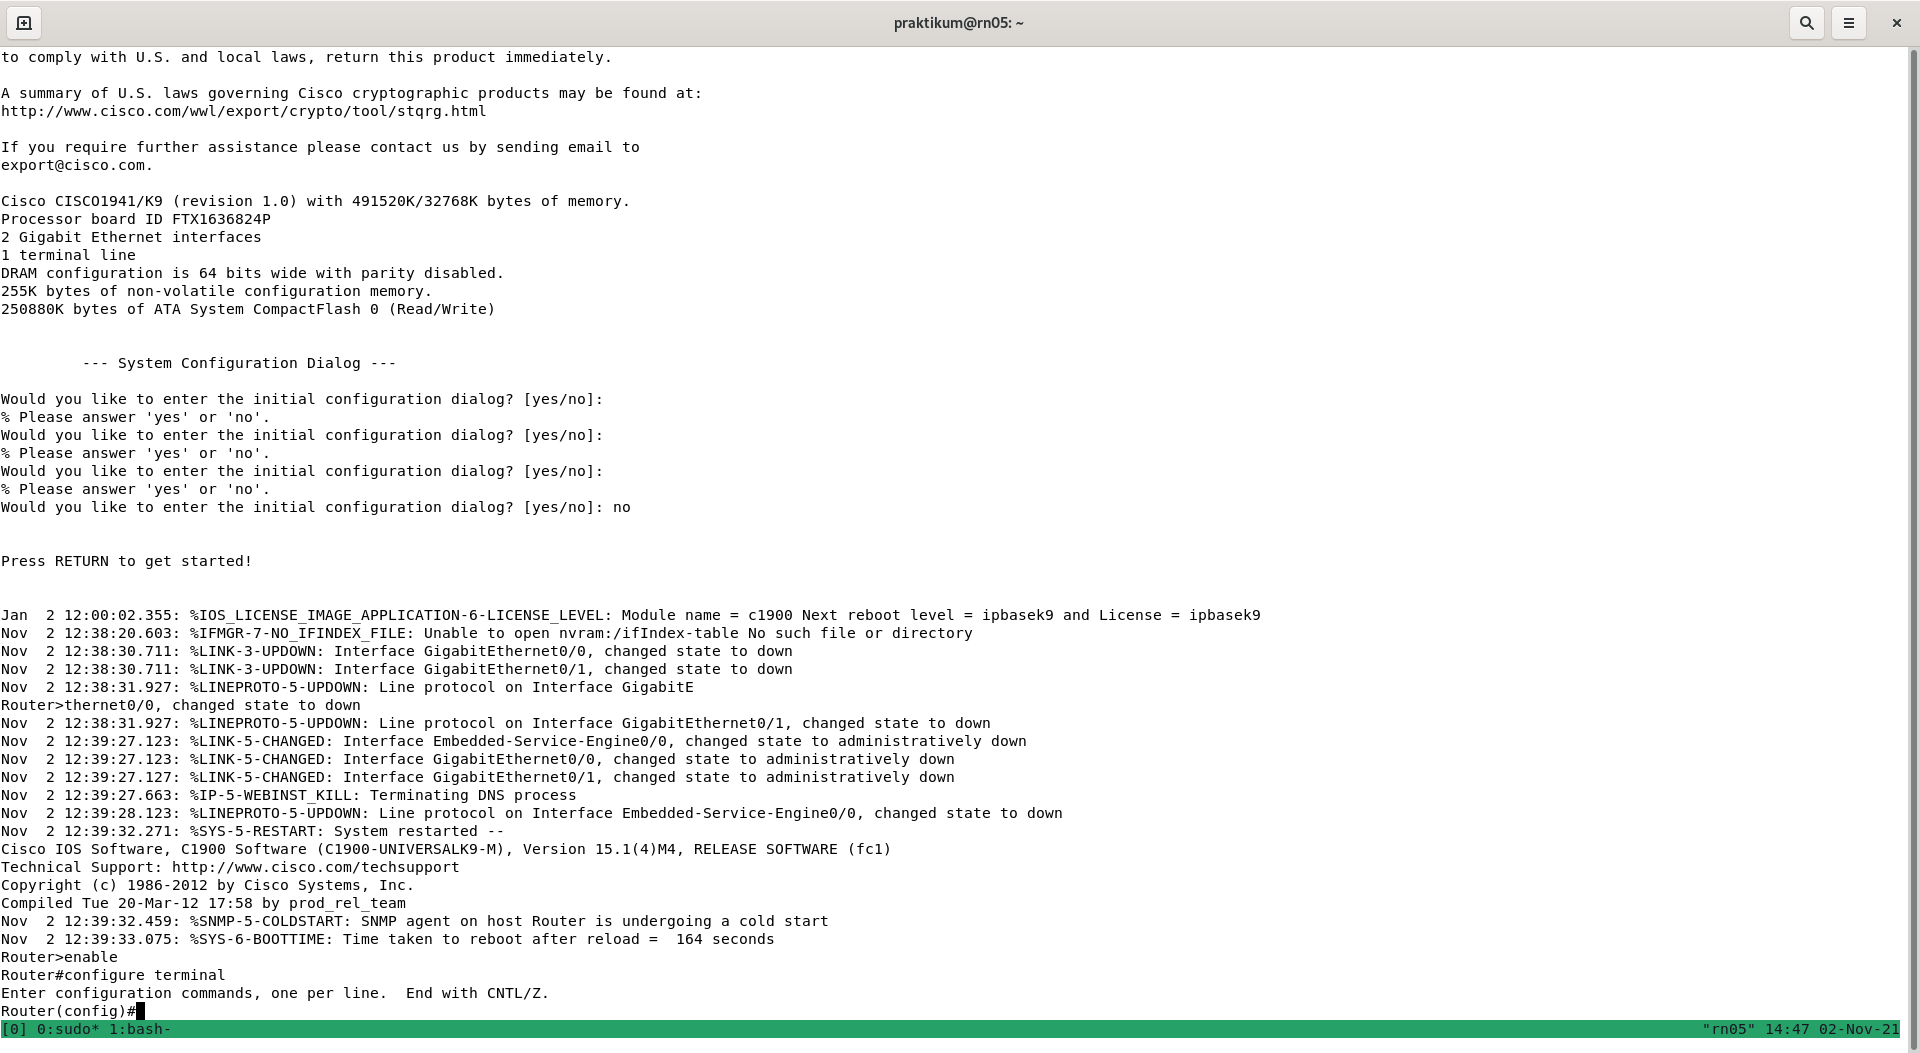 praktikum@rn05: ~
to comply with U.S. and local laws, return this product immediately.
A summary of U.S. laws governing Cisco cryptographic products may be found at:
http://www.cisco.com/wwl/export/crypto/tool/stqrg.html
If you require further assistance please contact us by sending email to
export@cisco.com.
Cisco CISCO1941/K9 (revision 1.0) with 491520K/32768K bytes of memory.
Processor board ID FTX1636824P
2 Gigabit Ethernet interfaces
1 terminal line
DRAM configuration is 64 bits wide with parity disabled.
255K bytes of non-volatile configuration memory.
250880K bytes of ATA System CompactFlash 0 (Read/Write)
--- System Configuration Dialog ---
Would you like to enter the initial configuration dialog? [yes/no]:
% Please answer 'yes' or 'no'.
Would you like to enter the initial configuration dialog? [yes/no]:
% Please answer 'yes' or 'no'.
Would you like to enter the initial configuration dialog? [yes/no]:
% Please answer 'yes' or 'no'.
Would you like to enter the initial configuration dialog? [yes/no]: no
Press RETURN to get started!
Jan  2 12:00:02.355: %IOS_LICENSE_IMAGE_APPLICATION-6-LICENSE_LEVEL: Module name = c1900 Next reboot level = ipbasek9 and License = ipbasek9
Nov  2 12:38:20.603: %IFMGR-7-NO_IFINDEX_FILE: Unable to open nvram:/ifIndex-table No such file or directory
Nov  2 12:38:30.711: %LINK-3-UPDOWN: Interface GigabitEthernet0/0, changed state to down
Nov  2 12:38:30.711: %LINK-3-UPDOWN: Interface GigabitEthernet0/1, changed state to down
Nov  2 12:38:31.927: %LINEPROTO-5-UPDOWN: Line protocol on Interface GigabitE
Router>thernet0/0, changed state to down
Nov  2 12:38:31.927: %LINEPROTO-5-UPDOWN: Line protocol on Interface GigabitEthernet0/1, changed state to down
Nov  2 12:39:27.123: %LINK-5-CHANGED: Interface Embedded-Service-Engine0/0, changed state to administratively down
Nov  2 12:39:27.123: %LINK-5-CHANGED: Interface GigabitEthernet0/0, changed state to administratively down
Nov  2 12:39:27.127: %LINK-5-CHANGED: Interface GigabitEthernet0/1, changed state to administratively down
Nov  2 12:39:27.663: %IP-5-WEBINST_KILL: Terminating DNS process
Nov  2 12:39:28.123: %LINEPROTO-5-UPDOWN: Line protocol on Interface Embedded-Service-Engine0/0, changed state to down
Nov  2 12:39:32.271: %SYS-5-RESTART: System restarted --
Cisco IOS Software, C1900 Software (C1900-UNIVERSALK9-M), Version 15.1(4)M4, RELEASE SOFTWARE (fc1)
Technical Support: http://www.cisco.com/techsupport
Copyright (c) 1986-2012 by Cisco Systems, Inc.
Compiled Tue 20-Mar-12 17:58 by prod_rel_team
Nov  2 12:39:32.459: %SNMP-5-COLDSTART: SNMP agent on host Router is undergoing a cold start
Nov  2 12:39:33.075: %SYS-6-BOOTTIME: Time taken to reboot after reload =  164 seconds
Router>enable
Router#configure terminal
Enter configuration commands, one per line.  End with CNTL/Z.
Router(config)#
[0] 0:sudo* 1:bash- "rn05" 14:47 02-Nov-21